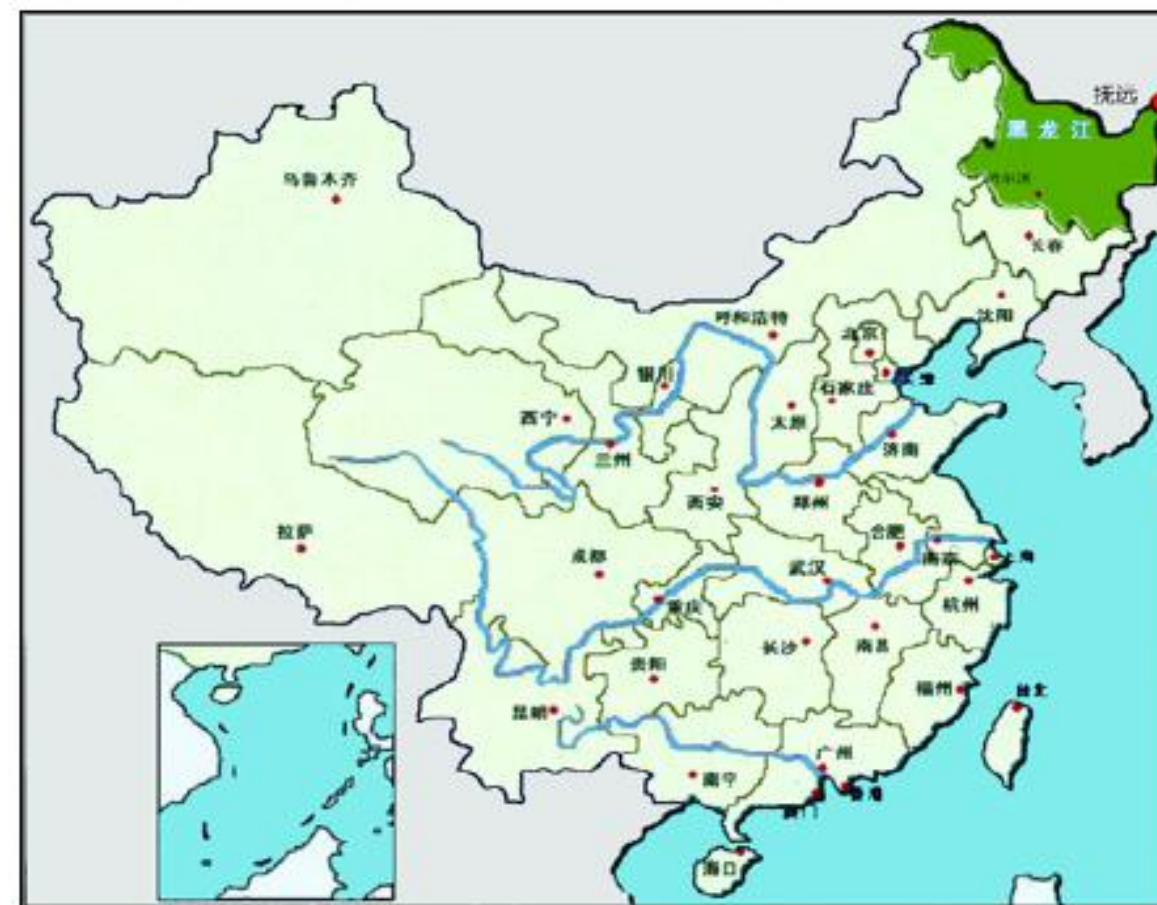 抚远
黑龙江
乌鲁木齐
长春
沈阳
呼和浩特
北京
银川
石家庄
太原
西宁
济南
兰州
西安
郑州
合肥
南京
上海
拉萨
成都
武汉
重庆
杭州
长沙
南昌
贵阳
福州
台北
昆明
广州
南宁
香港
海口